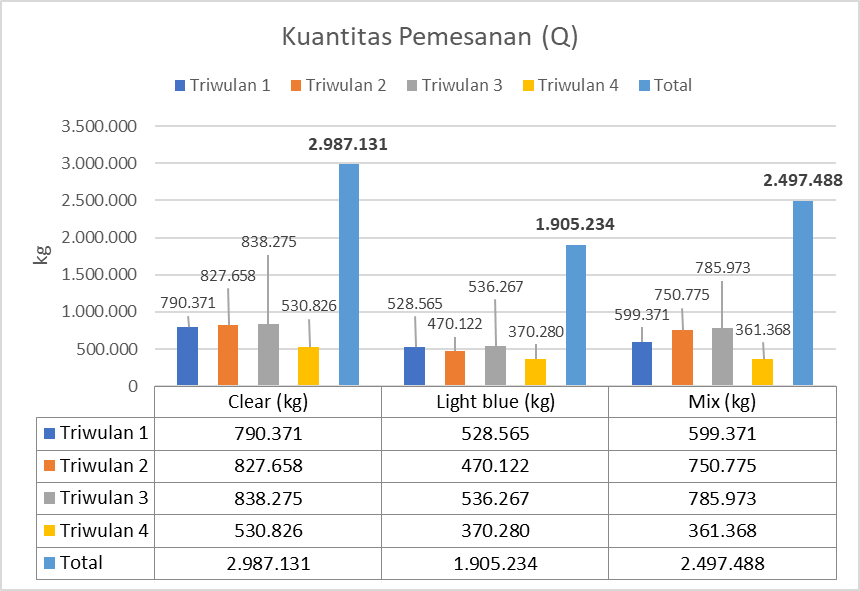 Kuantitas Pemesanan (Q)
Triwulan 1 Triwulan 2 Triwulan 3 Triwulan 4 Total
3.500.000
3.000.000
2.500.000
2.000.000
1.500.000
1.000.000
500.000
0
kg
790.371
827.658
838.275
530.826
2.987.131
528.565
470.122
536.267
370.280
1.905.234
599.371
750.775
785.973
361.368
2.497.488
Clear (kg) Light blue (kg) Mix (kg)
Triwulan 1 790.371 528.565 599.371
Triwulan 2 827.658 470.122 750.775
Triwulan 3 838.275 536.267 785.973
Triwulan 4 530.826 370.280 361.368
Total 2.987.131 1.905.234 2.497.488